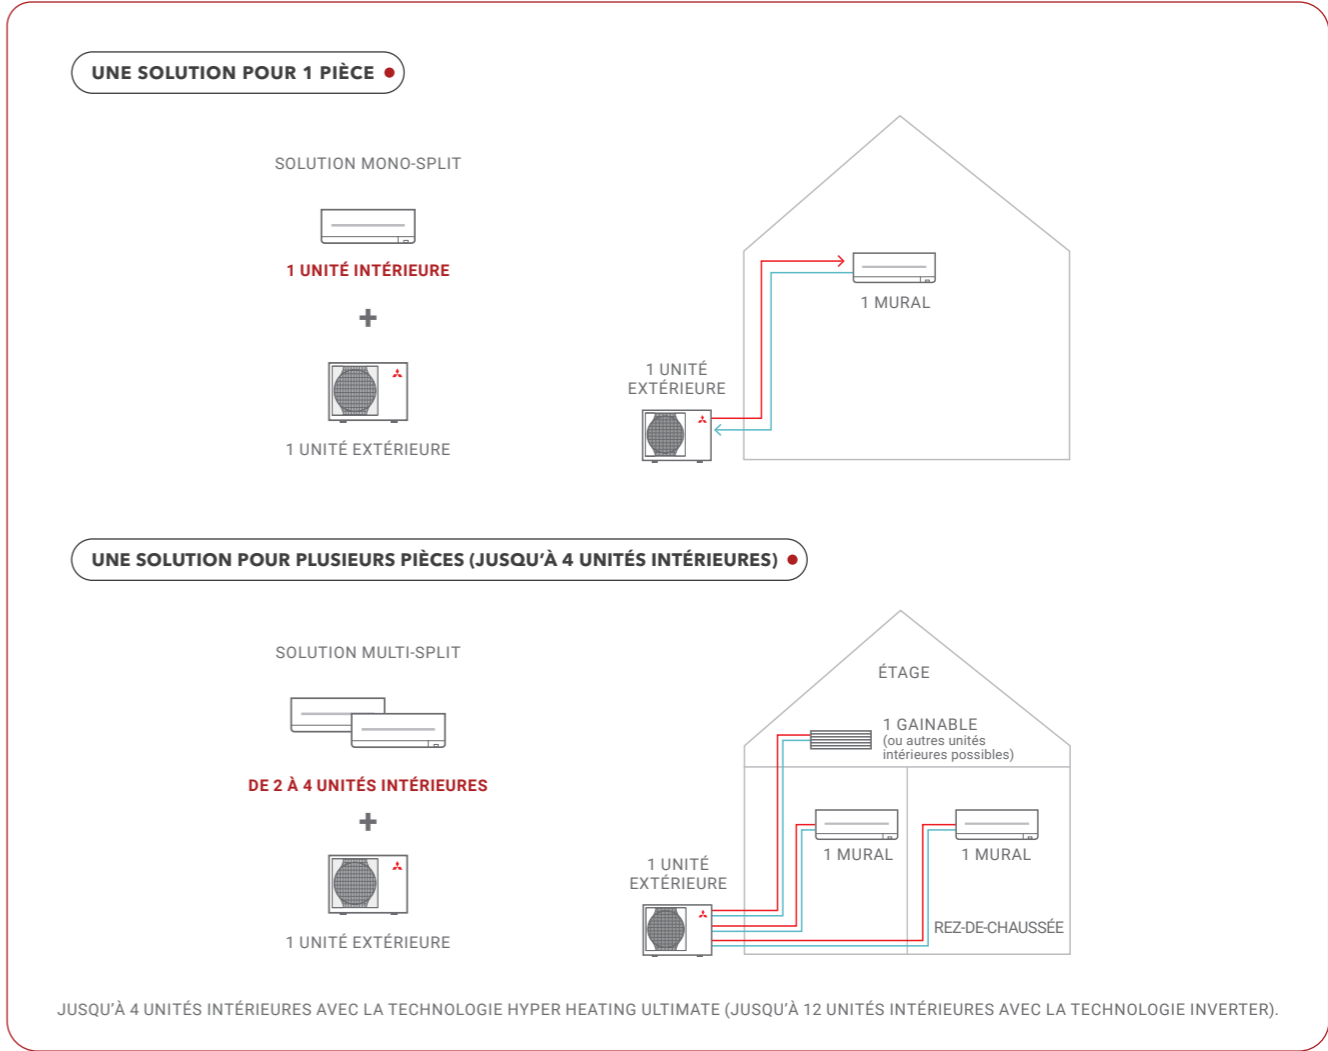 UNE SOLUTION POUR 1 PIÈCE
SOLUTION MONO-SPLIT
1 UNITÉ INTÉRIEURE
+
1 UNITÉ EXTÉRIEURE
1 MURAL
1 UNITÉ
EXTÉRIEURE
UNE SOLUTION POUR PLUSIEURS PIÈCES (JUSQU'À 4 UNITÉS INTÉRIEURES)
SOLUTION MULTI-SPLIT
DE 2 À 4 UNITÉS INTÉRIEURES
+
1 UNITÉ EXTÉRIEURE
ÉTAGE
1 GAINABLE
(ou autres unités
intérieures possibles)
1 MURAL
1 MURAL
1 UNITÉ
EXTÉRIEURE
REZ-DE-CHAUSSÉE
JUSQU'À 4 UNITÉS INTÉRIEURES AVEC LA TECHNOLOGIE HYPER HEATING ULTIMATE (JUSQU'À 12 UNITÉS INTÉRIEURES AVEC LA TECHNOLOGIE INVERTER).